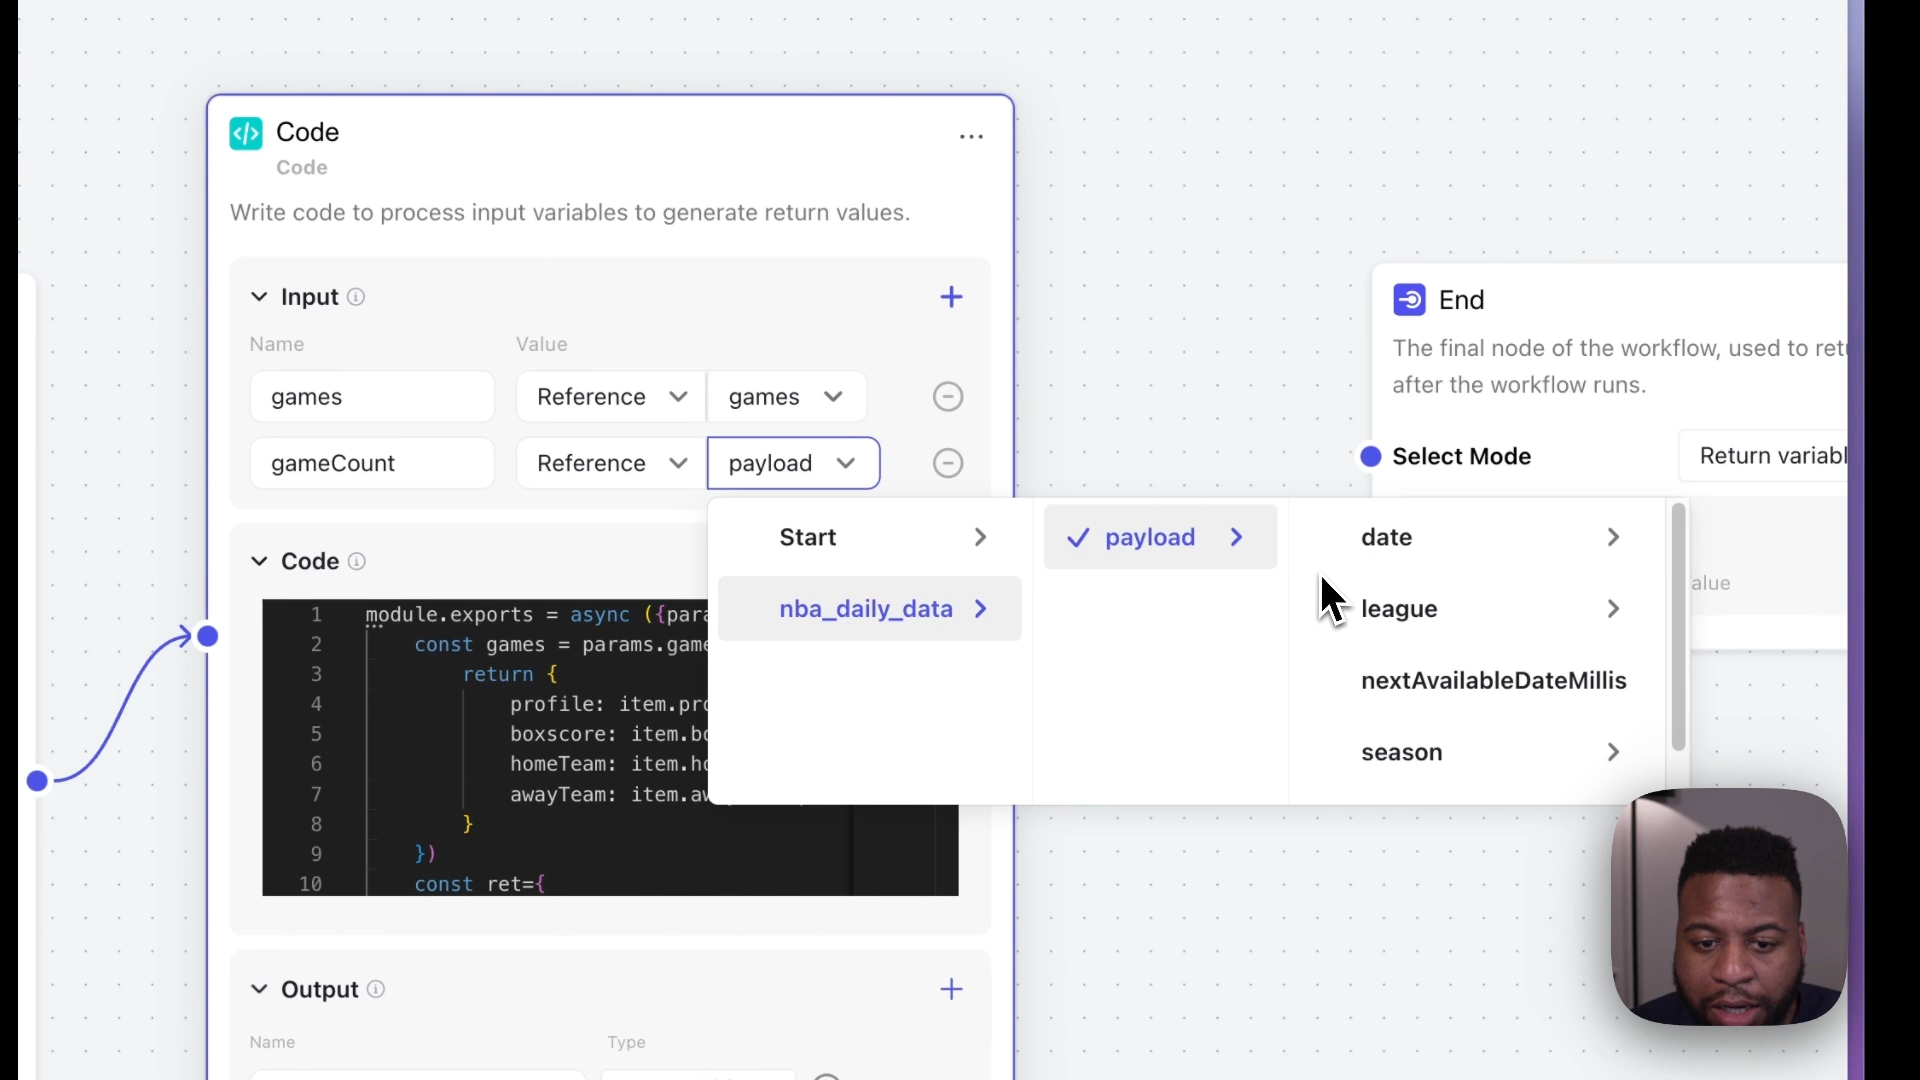 Code
Code
Write code to process input variables to generate return values.
Input
Name Value
games Reference games
gameCount Reference payload
Start payload date
nba_daily_data league
nextAvailableDateMillis
season
Code
1 module.exports = async ({para
2 const games = params.game
3 return {
4 profile: item.pro
5 boxscore: item.bo
6 homeTeam: item.ho
7 awayTeam: item.aw
8 }
9 })
10 const ret={
Output
Name Type
End
The final node of the workflow, used to retu
after the workflow runs.
Select Mode Return variabl
alue